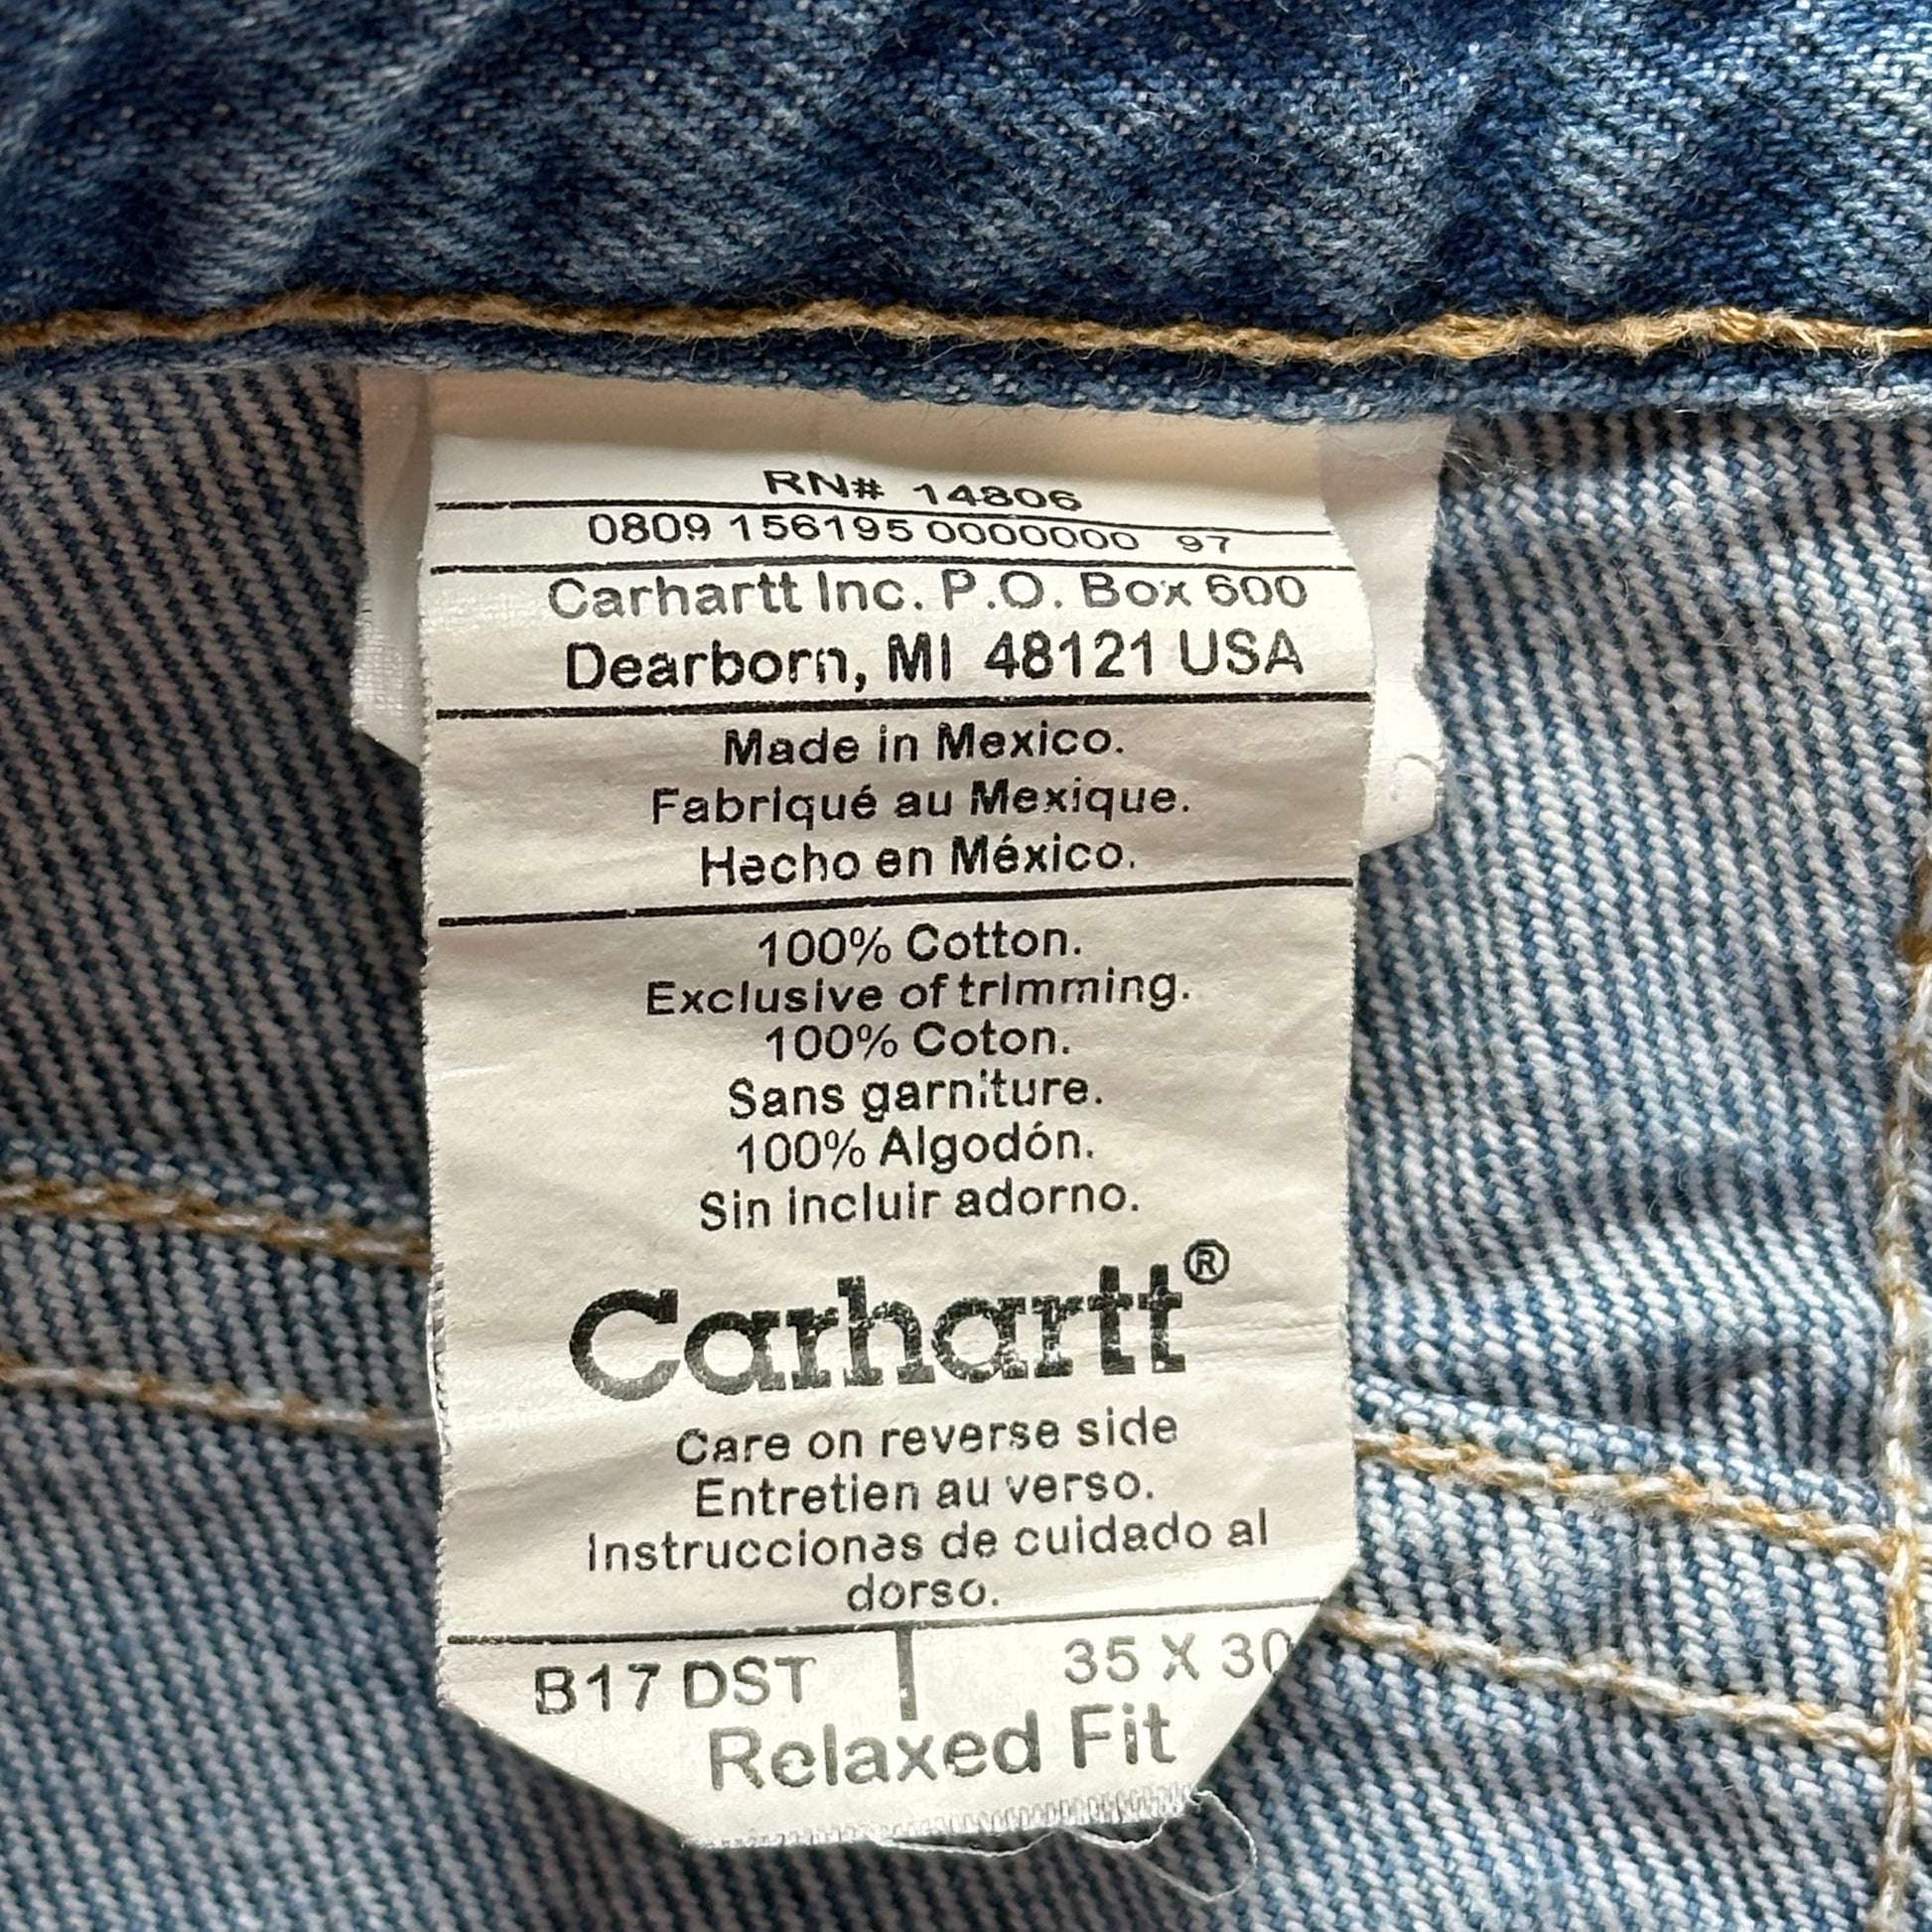 RN# 14806
0809 156195 0000000 97
Carhartt Inc. P.O. Box 600
Dearborn, MI 48121 USA
Made in Mexico.
Fabriqué au Mexique.
Hecho en México.
100% Cotton.
Exclusive of trimming.
100% Coton.
Sans garniture.
100% Algodón.
Sin incluir adorno.
Carhartt®
Care on reverse side
Entretien au verso.
Instrucciones de cuidado al
dorso.
B17 DST 35 X 30
Relaxed Fit